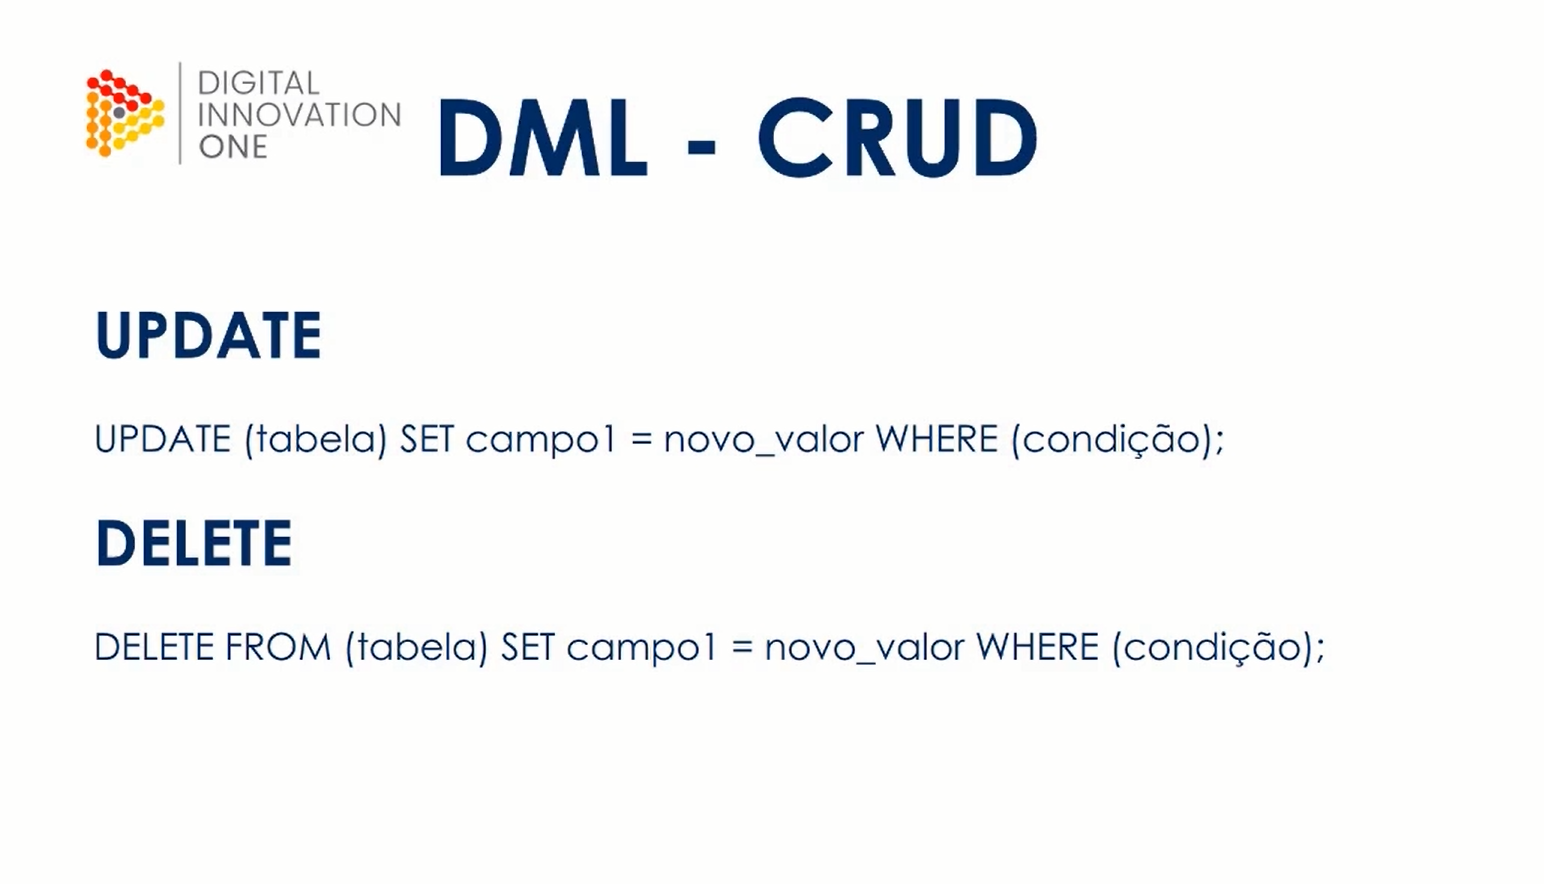 DIGITAL
INNOVATION
ONE
DML - CRUD
UPDATE
UPDATE (tabela) SET campo1 = novo_valor WHERE (condição);
DELETE
DELETE FROM (tabela) SET campo1 = novo_valor WHERE (condição);